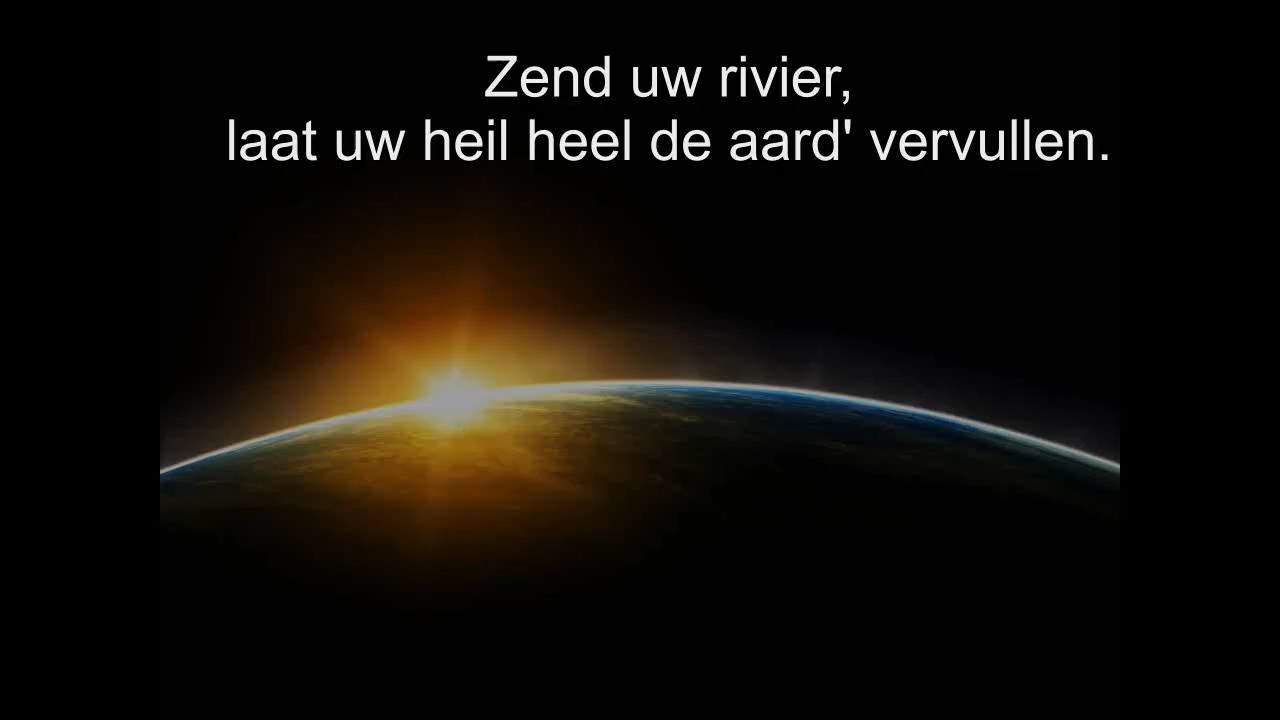 Zend uw rivier,
laat uw heil heel de aard' vervullen.